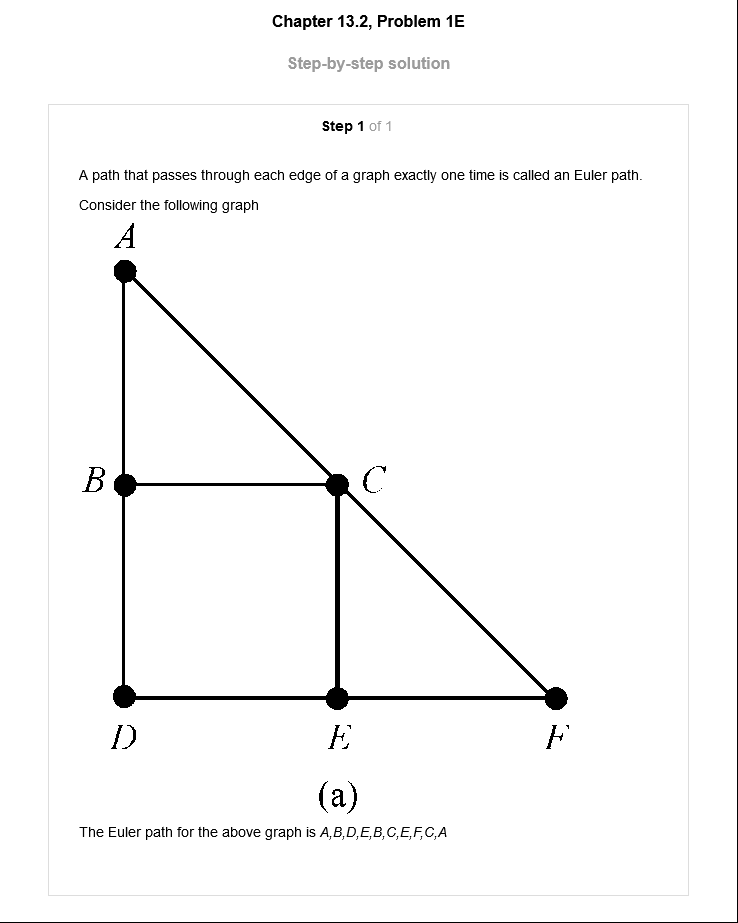 Chapter 13.2, Problem 1E
Step-by-step solution
Step 1 of 1
A path that passes through each edge of a graph exactly one time is called an Euler path.
Consider the following graph
A
B
C
D E F
(a)
The Euler path for the above graph is A,B,D,E,B,C,E,F,C,A